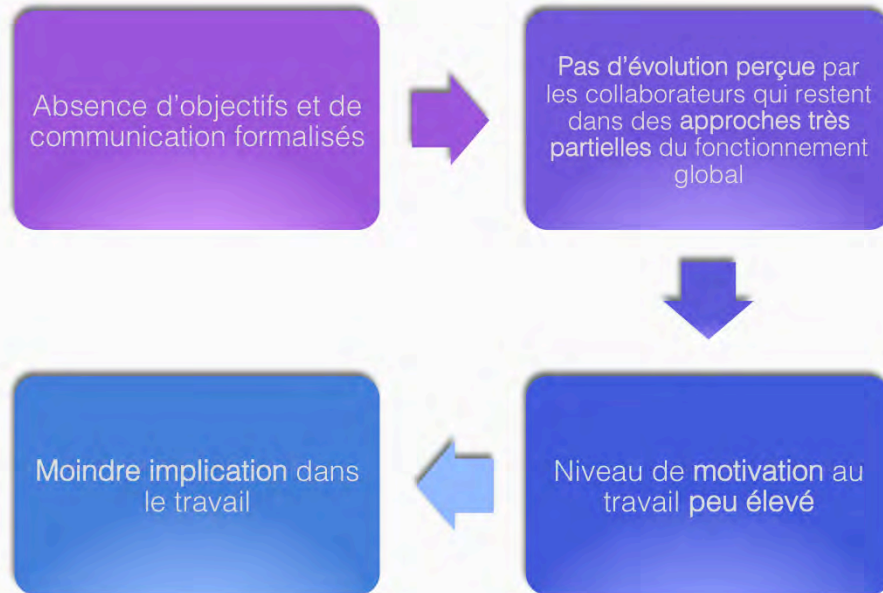 Absence d'objectifs et de
communication formalisés
Pas d'évolution perçue par
les collaborateurs qui restent
dans des approches très
partielles du fonctionnement
global
Niveau de motivation au
travail peu élevé
Moindre implication dans
le travail